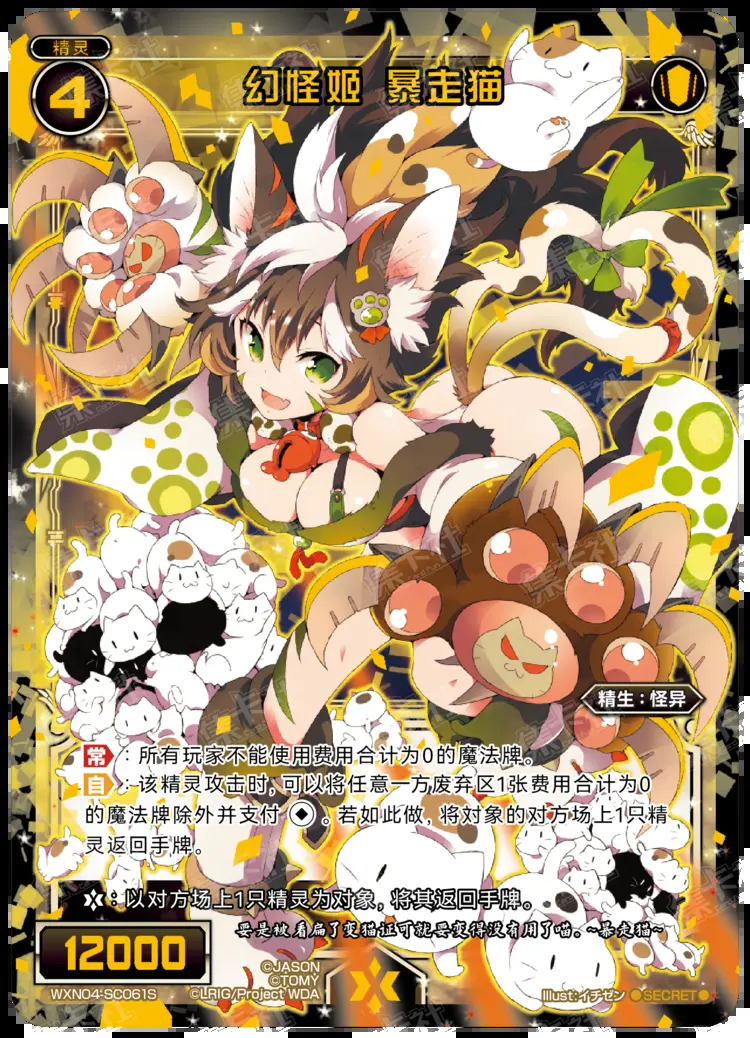 精灵
4
幻怪姬 暴走猫
精生：怪异
常：所有玩家不能使用费用合计为0的魔法牌。
自：该精灵攻击时，可以将任意一方废弃区1张费用合计为0
的魔法牌除外并支付。若如此做，将对象的对方场上1只精
灵返回手牌。
：以对方场上1只精灵为对象，将其返回手牌。
要是被看扁了变猫证可就要变得没有用了喵。~暴走猫~
12000
©JASON
©TOMY
WXN04-SC061S ©LRIG/Project WDA Illust:イチゼン SECRET
集卡社